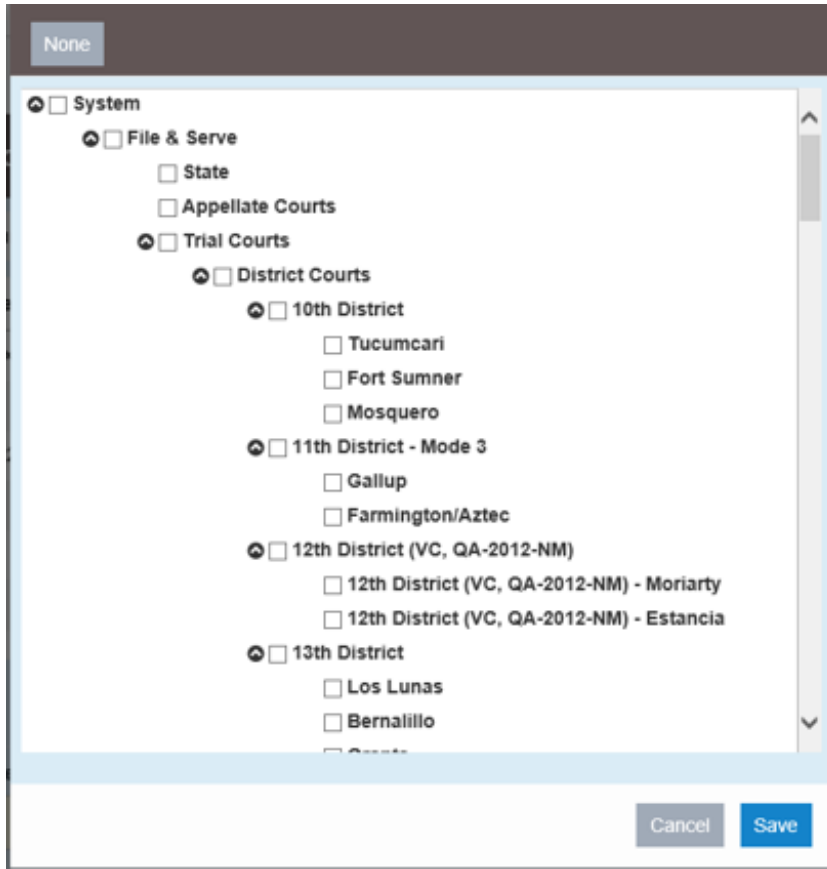 None
System
File & Serve
State
Appellate Courts
Trial Courts
District Courts
10th District
Tucumcari
Fort Sumner
Mosquero
11th District - Mode 3
Gallup
Farmington/Aztec
12th District (VC, QA-2012-NM)
12th District (VC, QA-2012-NM) - Moriarty
12th District (VC, QA-2012-NM) - Estancia
13th District
Los Lunas
Bernalillo
Cancel Save